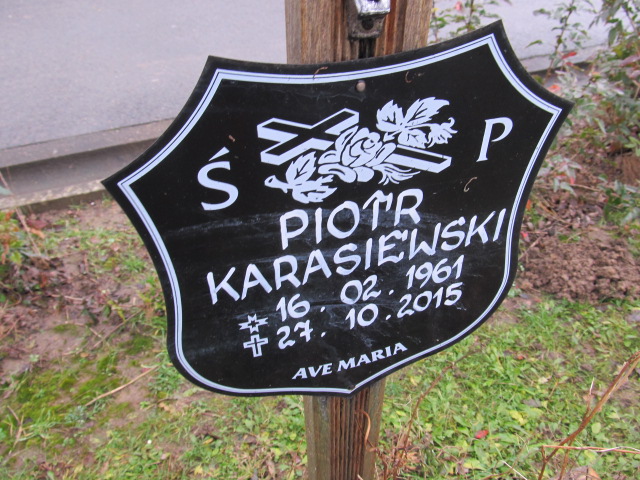 Ś P
PIOTR
KARASIEWSKI
16. 02. 1961
27. 10. 2015
AVE MARIA